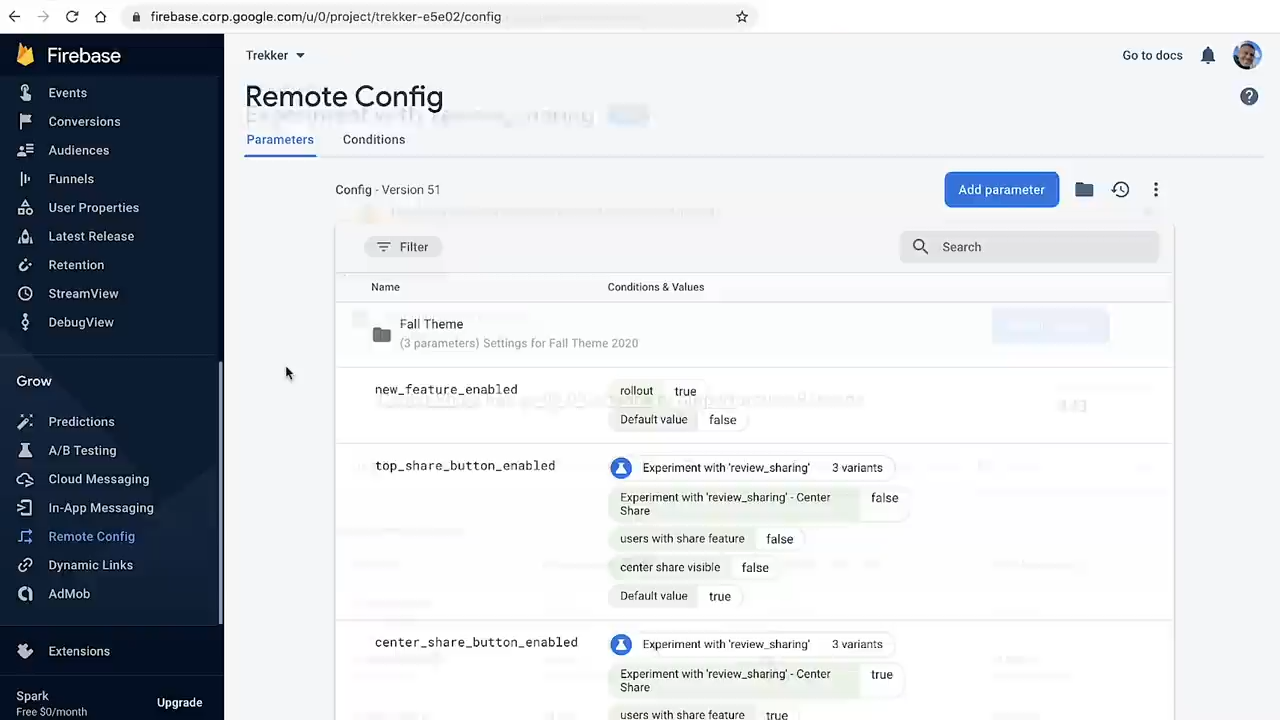 firebase.corp.google.com/u/0/project/trekker-e5e02/config
Firebase
Events
Conversions
Audiences
Funnels
User Properties
Latest Release
Retention
StreamView
DebugView
Grow
Predictions
A/B Testing
Cloud Messaging
In-App Messaging
Remote Config
Dynamic Links
AdMob
Extensions
Spark
Free $0/month
Upgrade
Trekker
Go to docs
Remote Config
Parameters
Conditions
Config - Version 51
Add parameter
Filter
Search
Name
Conditions & Values
Fall Theme
(3 parameters) Settings for Fall Theme 2020
new_feature_enabled
rollout true
Default value false
top_share_button_enabled
Experiment with 'review_sharing' 3 variants
Experiment with 'review_sharing' - Center
Share
false
users with share feature false
center share visible false
Default value true
center_share_button_enabled
Experiment with 'review_sharing' 3 variants
Experiment with 'review_sharing' - Center
Share
true
users with share feature true